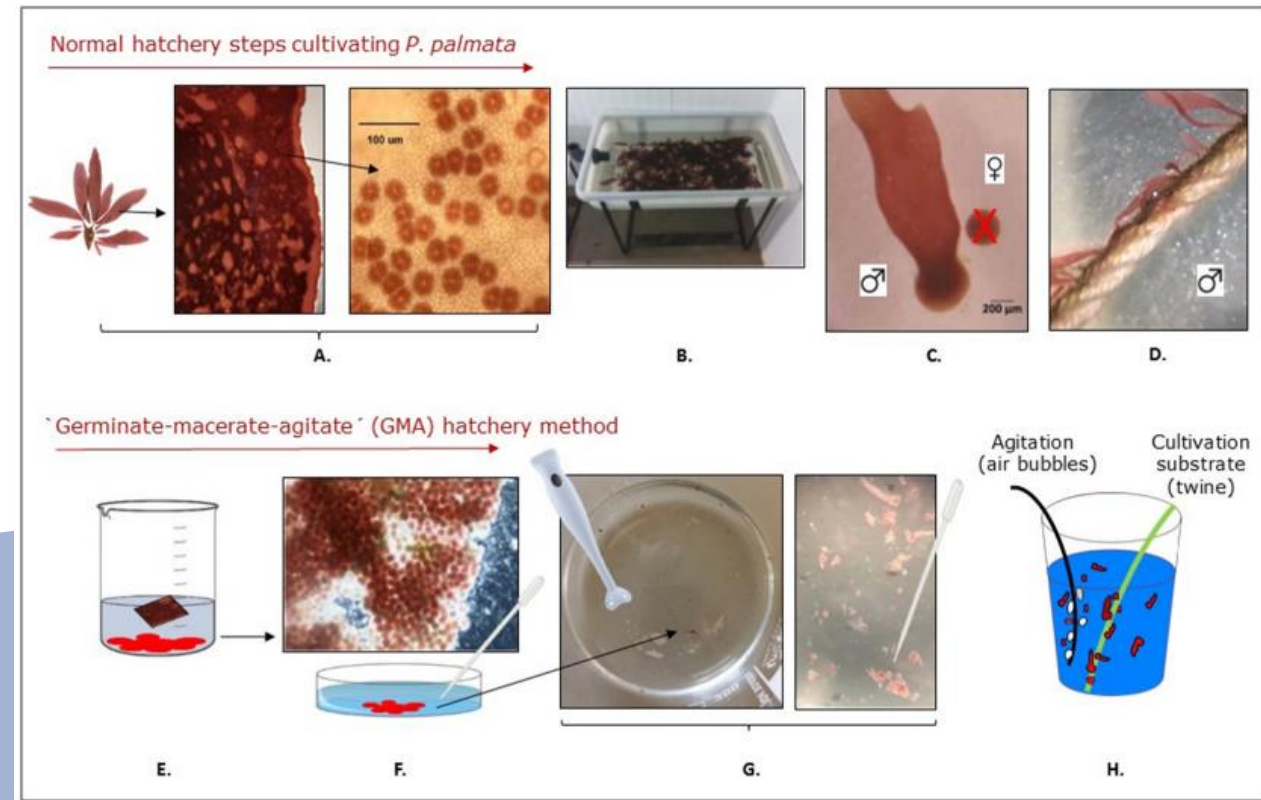 Normal hatchery steps cultivating P. palmata
100 um
♀
X
♂
200 µm
♂
A.
B.
C.
D.
`Germinate-macerate-agitate´ (GMA) hatchery method
Agitation
(air bubbles)
Cultivation
substrate
(twine)
E.
F.
G.
H.